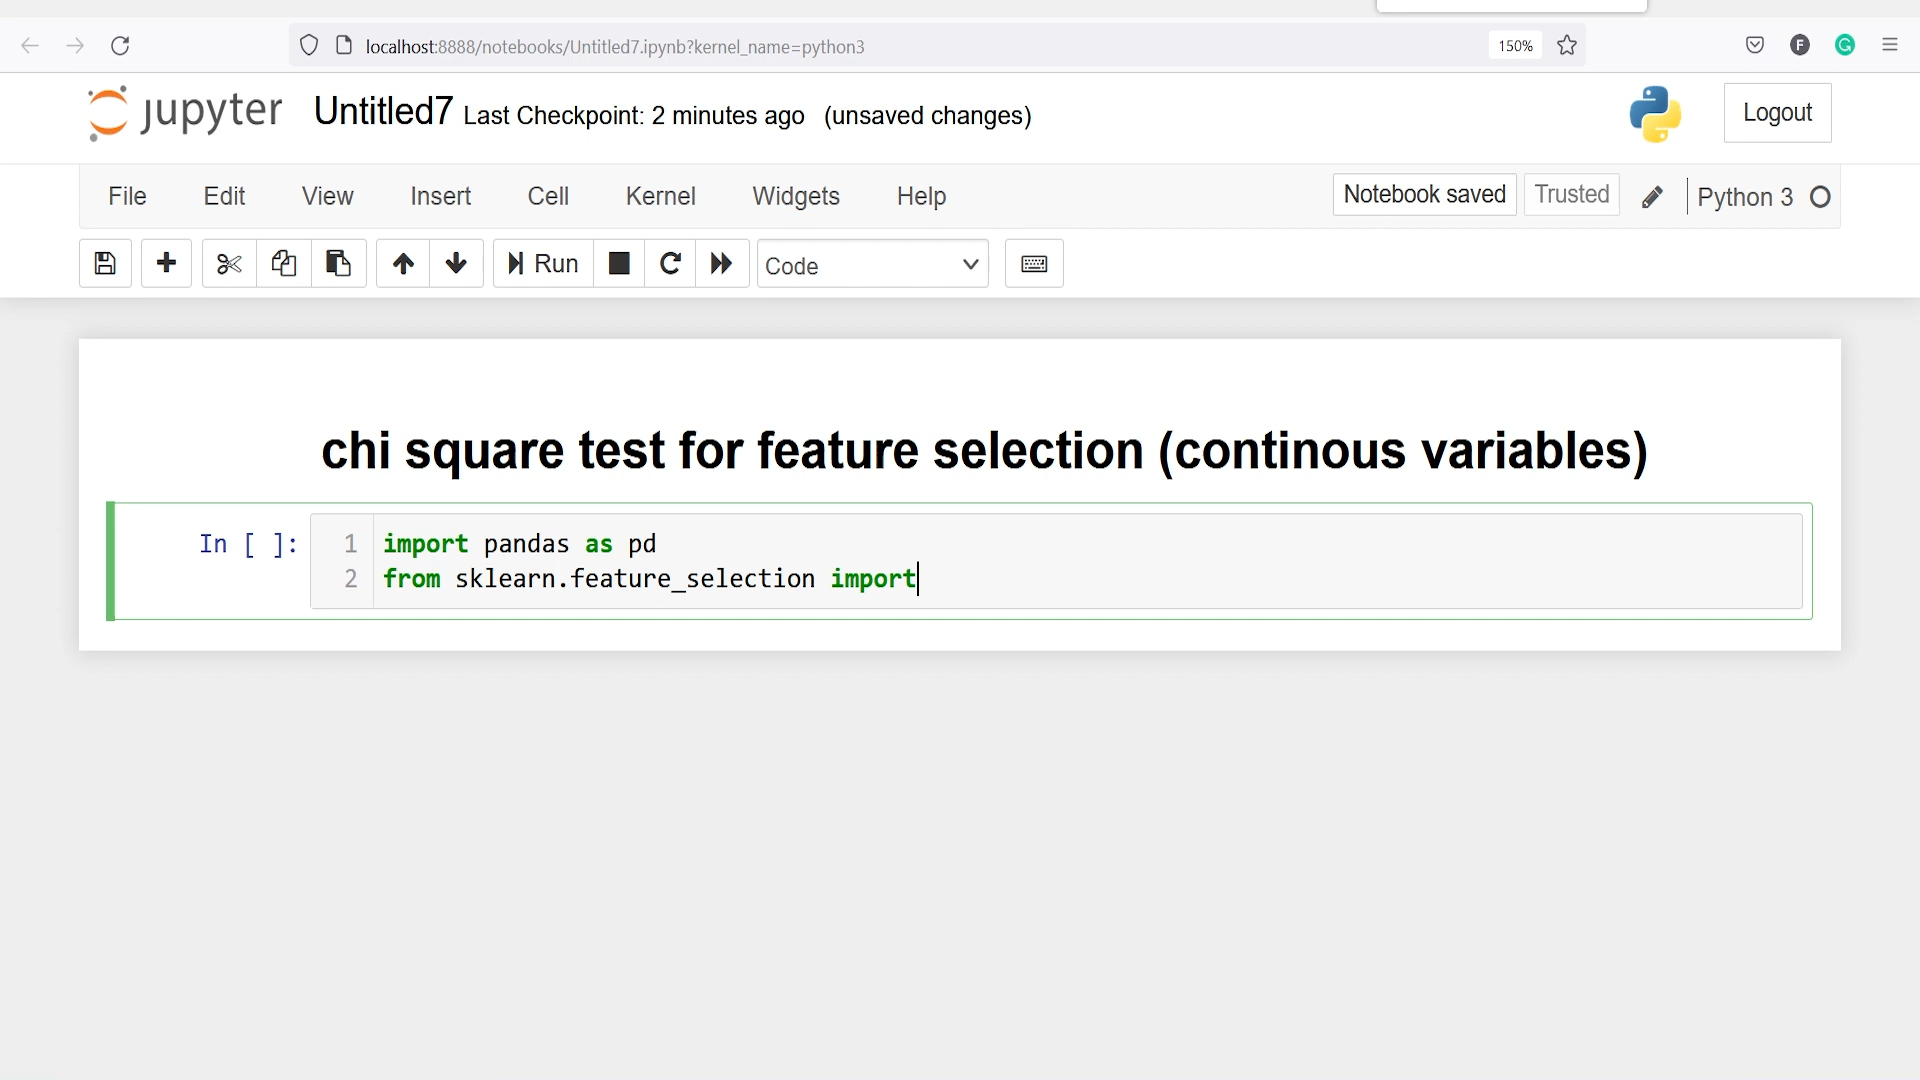 localhost:8888/notebooks/Untitled7.ipynb?kernel_name=python3
150%
F
G
jupyter Untitled7 Last Checkpoint: 2 minutes ago (unsaved changes)
Logout
File Edit View Insert Cell Kernel Widgets Help
Notebook saved Trusted Python 3
Run Code
chi square test for feature selection (continous variables)
In [ ]: 1 import pandas as pd
2 from sklearn.feature_selection import